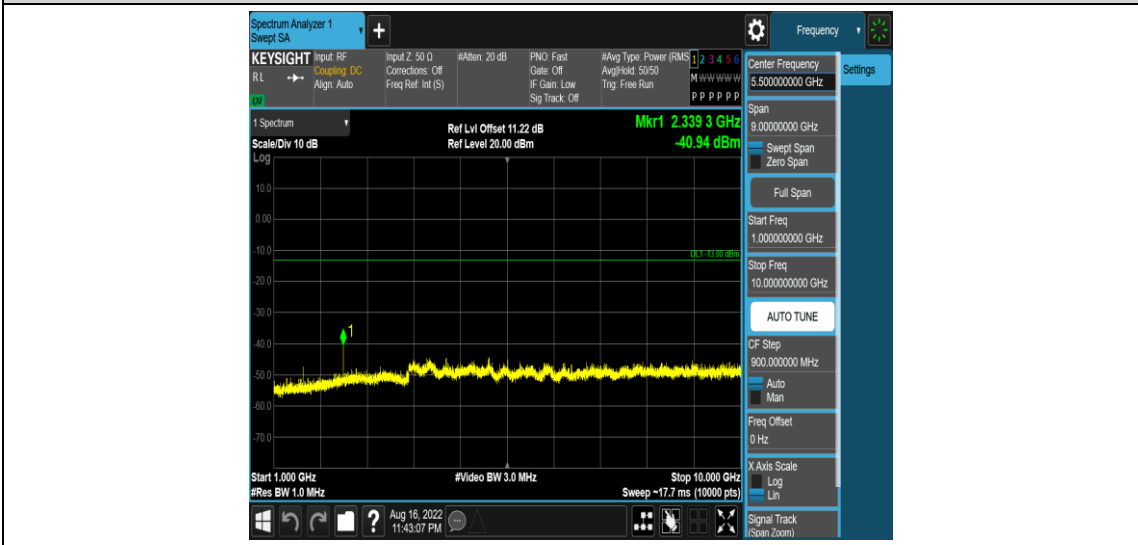 Spectrum Analyzer 1
Swept SA
+
Frequency
KEYSIGHT
RL
LXI
Input: RF
Coupling: DC
Align: Auto
Input Z: 50 Ω
Corrections: Off
Freq Ref: Int (S)
#Atten: 20 dB
PNO: Fast
Gate: Off
IF Gain: Low
Sig Track: Off
#Avg Type: Power (RMS
Avg|Hold: 50/50
Trig: Free Run
1 2 3 4 5 6
M W W W W W
P P P P P P
1 Spectrum
Scale/Div 10 dB
Ref Lvl Offset 11.22 dB
Ref Level 20.00 dBm
Mkr1 2.339 3 GHz
-40.94 dBm
Log
10.0
0.00
-10.0
-20.0
-30.0
-40.0
-50.0
-60.0
-70.0
DL1 -13.00 dBm
1
Start 1.000 GHz
#Res BW 1.0 MHz
#Video BW 3.0 MHz
Stop 10.000 GHz
Sweep ~17.7 ms (10000 pts)
?
Aug 16, 2022
11:43:07 PM
Settings
Center Frequency
5.500000000 GHz
Span
9.00000000 GHz
Swept Span
Zero Span
Full Span
Start Freq
1.000000000 GHz
Stop Freq
10.000000000 GHz
AUTO TUNE
CF Step
900.000000 MHz
Auto
Man
Freq Offset
0 Hz
X Axis Scale
Log
Lin
Signal Track
(Span Zoom)